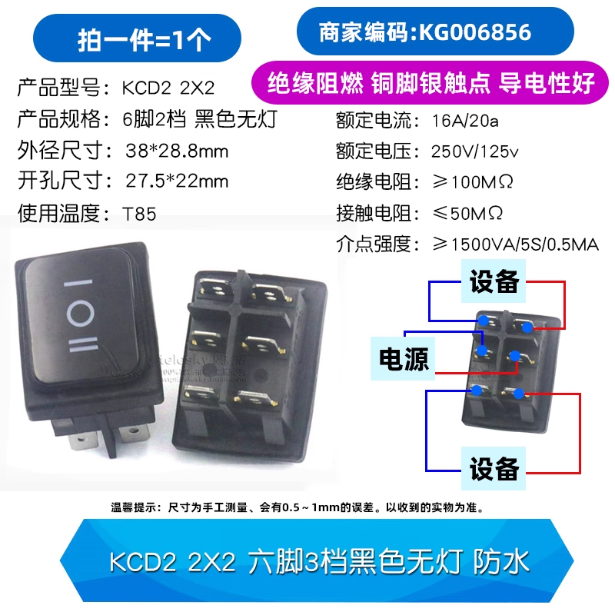 拍一件=1个
商家编码:KG006856
绝缘阻燃 铜脚银触点 导电性好
产品型号: KCD2 2X2
产品规格: 6脚2档 黑色无灯
外径尺寸: 38*28.8mm
开孔尺寸: 27.5*22mm
使用温度: T85
额定电流: 16A/20a
额定电压: 250V/125v
绝缘电阻: ≥100MΩ
接触电阻: ≤50MΩ
介点强度: ≥1500VA/5S/0.5MA
I
O
II
设备
电源
设备
温馨提示: 尺寸为手工测量、会有0.5~1mm的误差。以收到的实物为准。
KCD2 2X2 六脚3档黑色无灯 防水